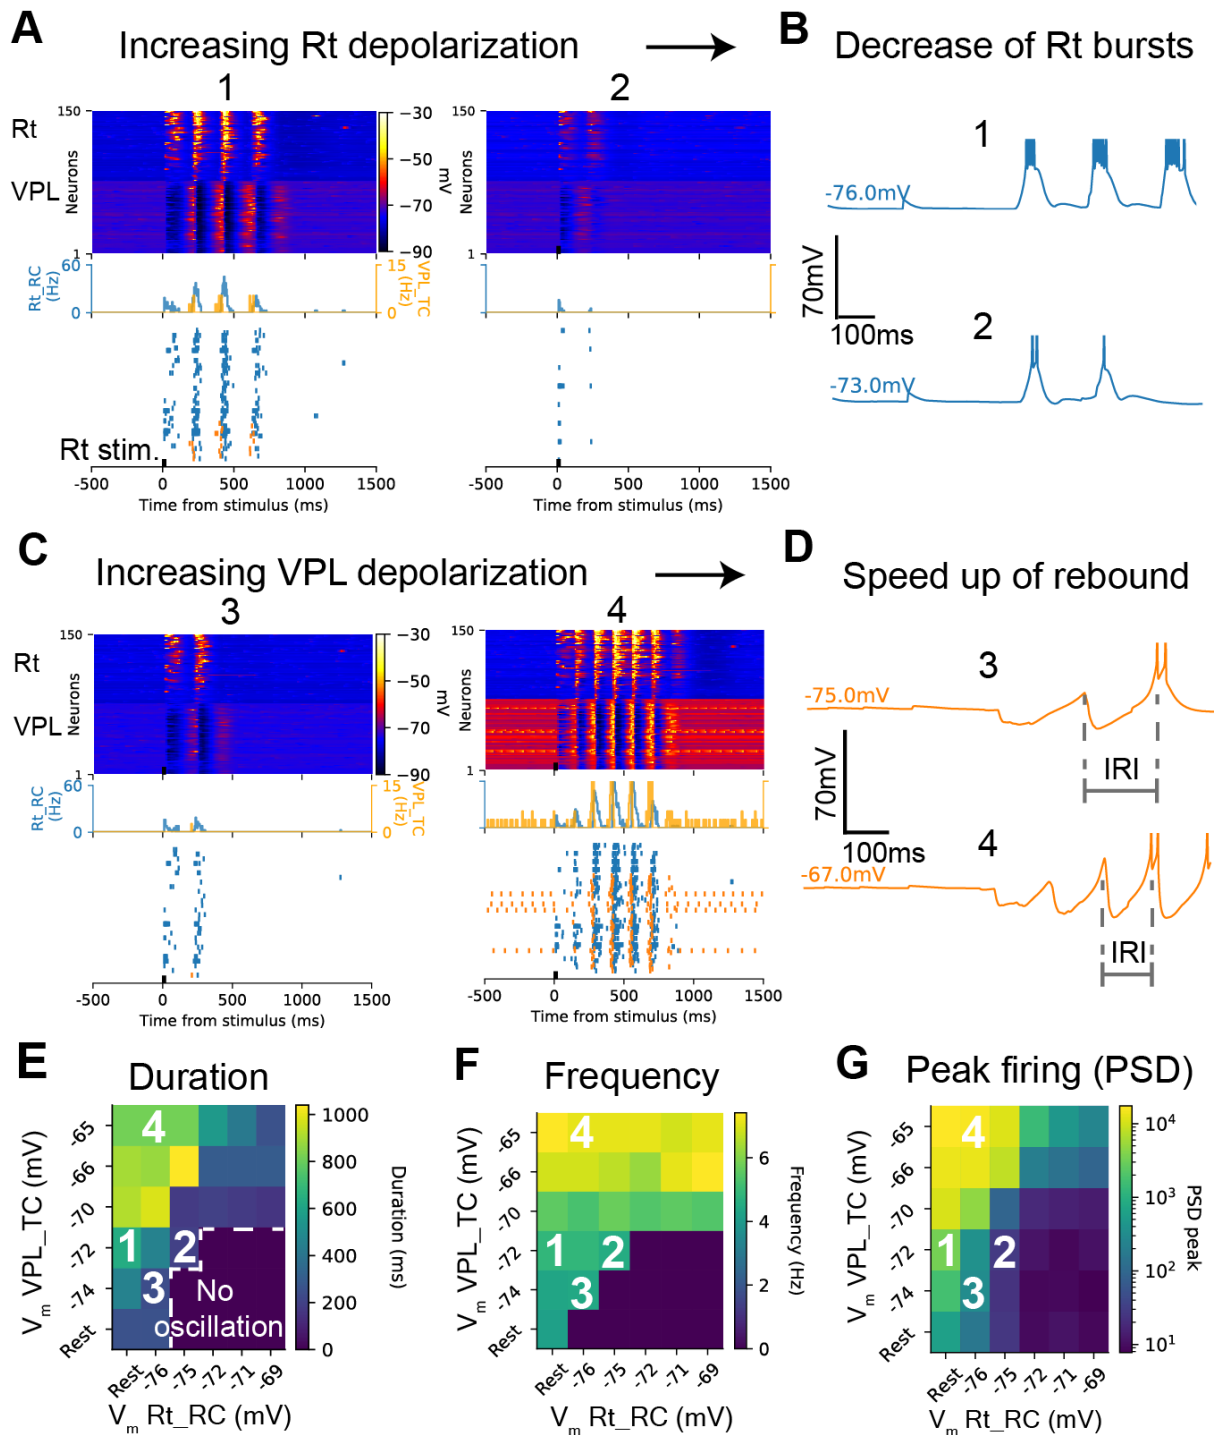 A
Increasing Rt depolarization
1
2
150
Rt
VPL
Neurons
1
−30
−50
−70
−90
mV
150
Neurons
1
60
0
Rt_RC
(Hz)
15
0
VPL_TC
(Hz)
Rt stim.
-500 0 500 1000 1500
Time from stimulus (ms)
-500 0 500 1000 1500
Time from stimulus (ms)
B
Decrease of Rt bursts
1
-76.0mV
70mV
100ms
2
-73.0mV
C
Increasing VPL depolarization
3
4
150
Rt
VPL
Neurons
1
−30
−50
−70
−90
mV
150
Neurons
1
60
0
Rt_RC
(Hz)
15
0
VPL_TC
(Hz)
-500 0 500 1000 1500
Time from stimulus (ms)
-500 0 500 1000 1500
Time from stimulus (ms)
D
Speed up of rebound
3
-75.0mV
IRI
70mV
100ms
4
-67.0mV
IRI
E
Duration
-65
-66
-70
-72
-74
Rest
Vm VPL_TC (mV)
4
1
2
3
No
oscillation
Rest -76 -75 -72 -71 -69
Vm Rt_RC (mV)
1000
800
600
400
200
0
Duration (ms)
F
Frequency
-65
-66
-70
-72
-74
Rest
Vm VPL_TC (mV)
4
1
2
3
Rest -76 -75 -72 -71 -69
Vm Rt_RC (mV)
6
4
2
0
Frequency (Hz)
G
Peak firing (PSD)
-65
-66
-70
-72
-74
Rest
Vm VPL_TC (mV)
4
1
2
3
Rest -76 -75 -72 -71 -69
Vm Rt_RC (mV)
10⁴
10³
10²
10¹
PSD peak